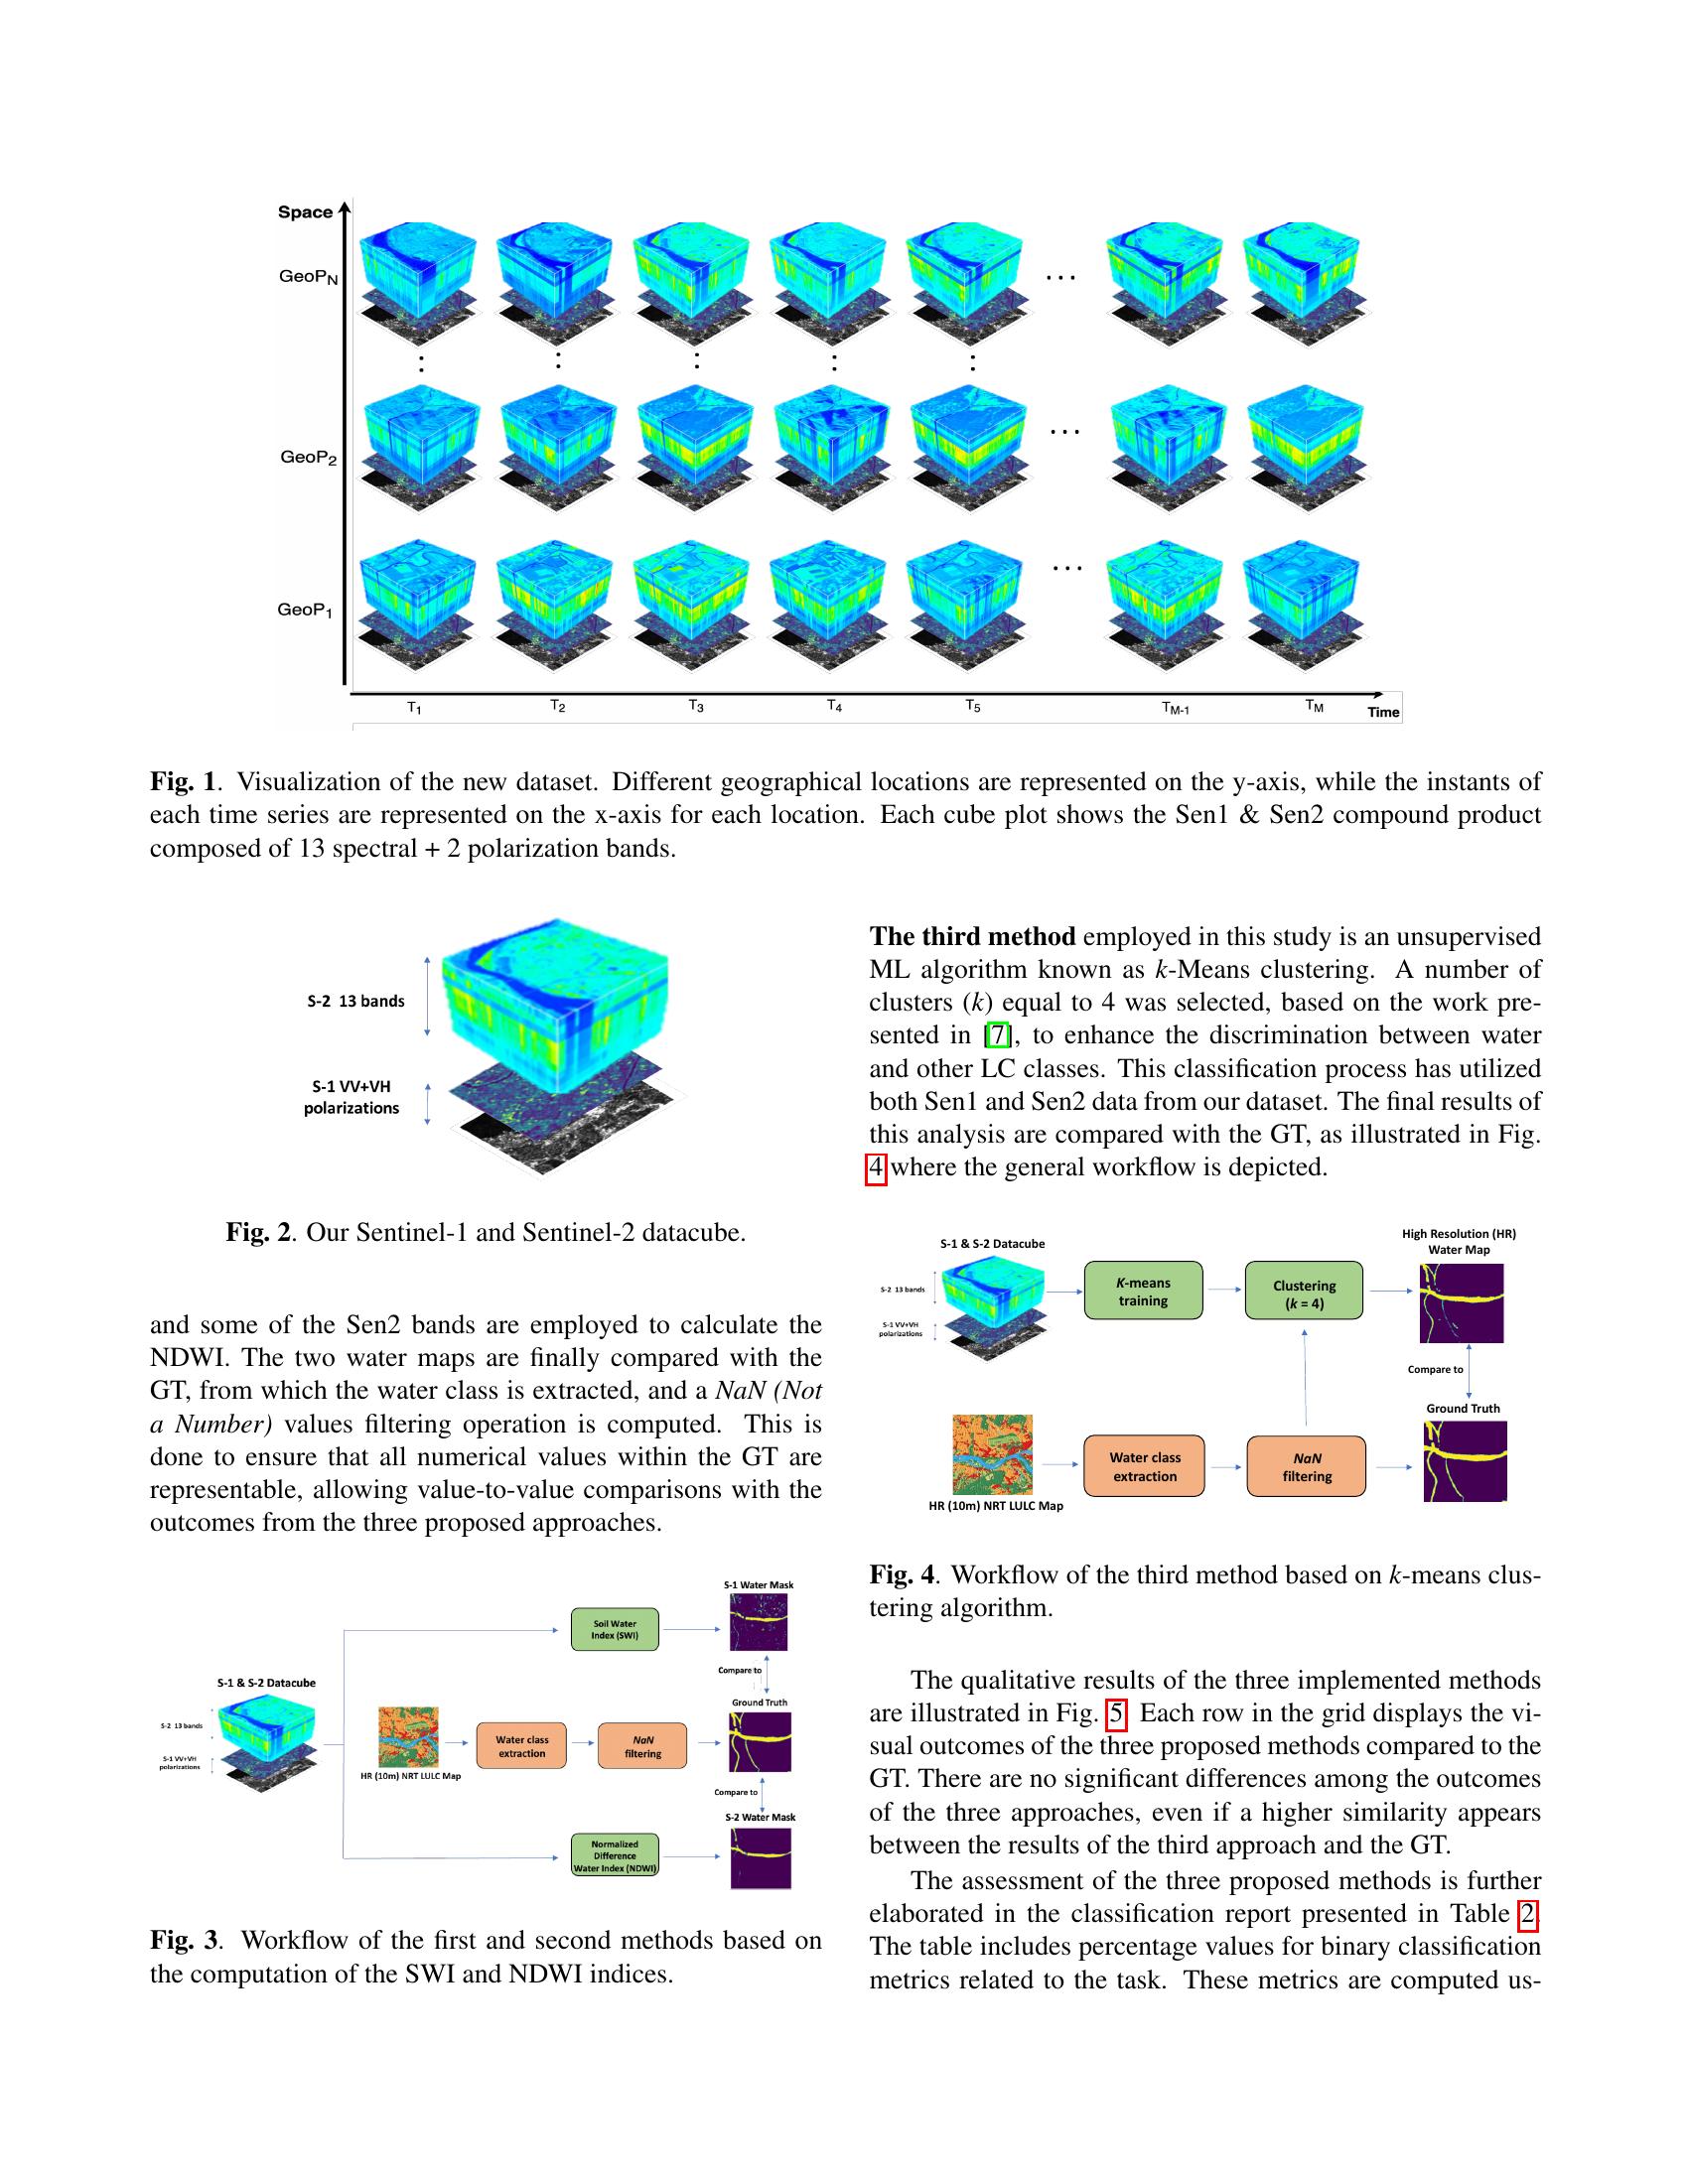 Space
GeoPN
GeoP2
GeoP1
T1 T2 T3 T4 T5 TM-1 TM Time
Fig. 1. Visualization of the new dataset. Different geographical locations are represented on the y-axis, while the instants of
each time series are represented on the x-axis for each location. Each cube plot shows the Sen1 & Sen2 compound product
composed of 13 spectral + 2 polarization bands.
S-2 13 bands
S-1 VV+VH
polarizations
Fig. 2. Our Sentinel-1 and Sentinel-2 datacube.
and some of the Sen2 bands are employed to calculate the
NDWI. The two water maps are finally compared with the
GT, from which the water class is extracted, and a NaN (Not
a Number) values filtering operation is computed. This is
done to ensure that all numerical values within the GT are
representable, allowing value-to-value comparisons with the
outcomes from the three proposed approaches.
S-1 Water Mask
Soil Water
Index (SWI)
Compare to
S-1 & S-2 Datacube
Ground Truth
S-2 13 bands
S-1 VV+VH
polarizations
Water class
extraction
NaN
filtering
HR (10m) NRT LULC Map
Compare to
S-2 Water Mask
Normalized
Difference
Water Index (NDWI)
Fig. 3. Workflow of the first and second methods based on
the computation of the SWI and NDWI indices.
The third method employed in this study is an unsupervised
ML algorithm known as k-Means clustering. A number of
clusters (k) equal to 4 was selected, based on the work pre-
sented in [7], to enhance the discrimination between water
and other LC classes. This classification process has utilized
both Sen1 and Sen2 data from our dataset. The final results of
this analysis are compared with the GT, as illustrated in Fig.
4 where the general workflow is depicted.
High Resolution (HR)
Water Map
S-1 & S-2 Datacube
S-2 13 bands
S-1 VV+VH
polarizations
K-means
training
Clustering
(k = 4)
Compare to
Ground Truth
Water class
extraction
NaN
filtering
HR (10m) NRT LULC Map
Fig. 4. Workflow of the third method based on k-means clus-
tering algorithm.
The qualitative results of the three implemented methods
are illustrated in Fig. 5. Each row in the grid displays the vi-
sual outcomes of the three proposed methods compared to the
GT. There are no significant differences among the outcomes
of the three approaches, even if a higher similarity appears
between the results of the third approach and the GT.
The assessment of the three proposed methods is further
elaborated in the classification report presented in Table 2.
The table includes percentage values for binary classification
metrics related to the task. These metrics are computed us-